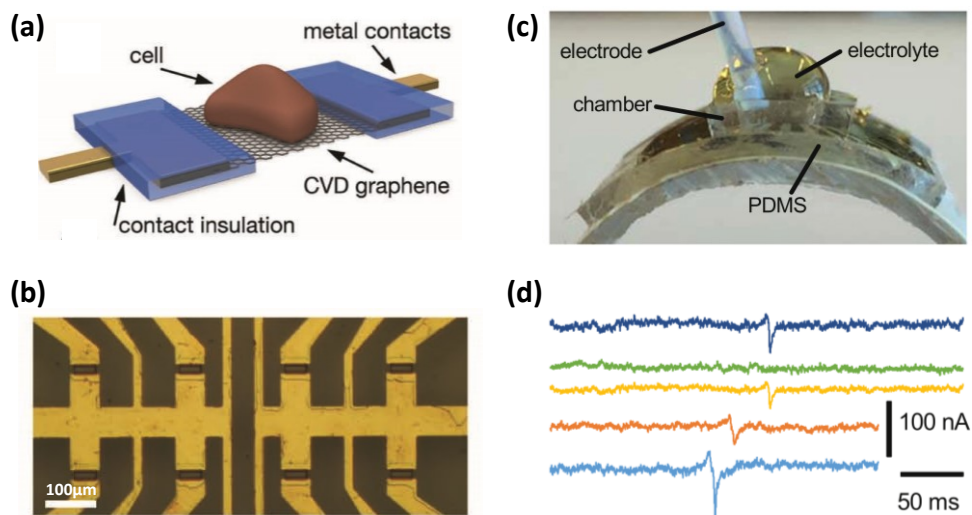 (a)
cell
metal contacts
CVD graphene
contact insulation
(b)
100µm
(c)
electrode
electrolyte
chamber
PDMS
(d)
100 nA
50 ms